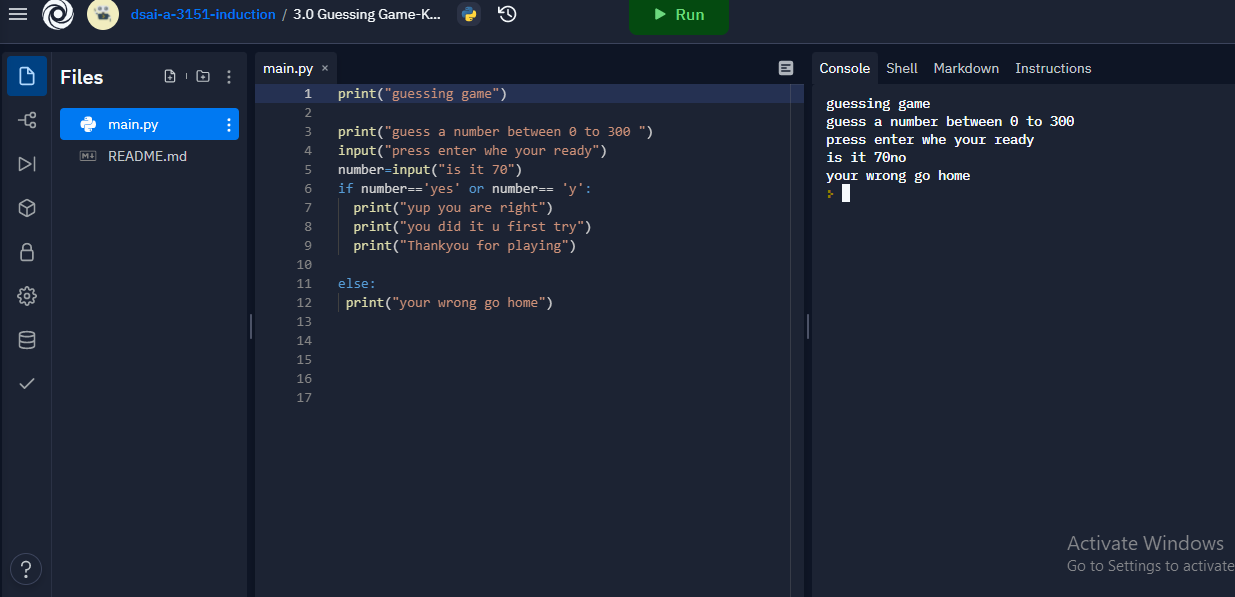 dsai-a-3151-induction / 3.0 Guessing Game-K...
Run
Files
main.py
README.md
main.py ×
1 print("guessing game")
2
3 print("guess a number between 0 to 300 ")
4 input("press enter whe your ready")
5 number=input("is it 70")
6 if number=='yes' or number== 'y':
7   print("yup you are right")
8   print("you did it u first try")
9   print("Thankyou for playing")
10
11 else:
12  print("your wrong go home")
13
14
15
16
17
Console Shell Markdown Instructions
guessing game
guess a number between 0 to 300
press enter whe your ready
is it 70no
your wrong go home
M↓
?
Activate Windows
Go to Settings to activate